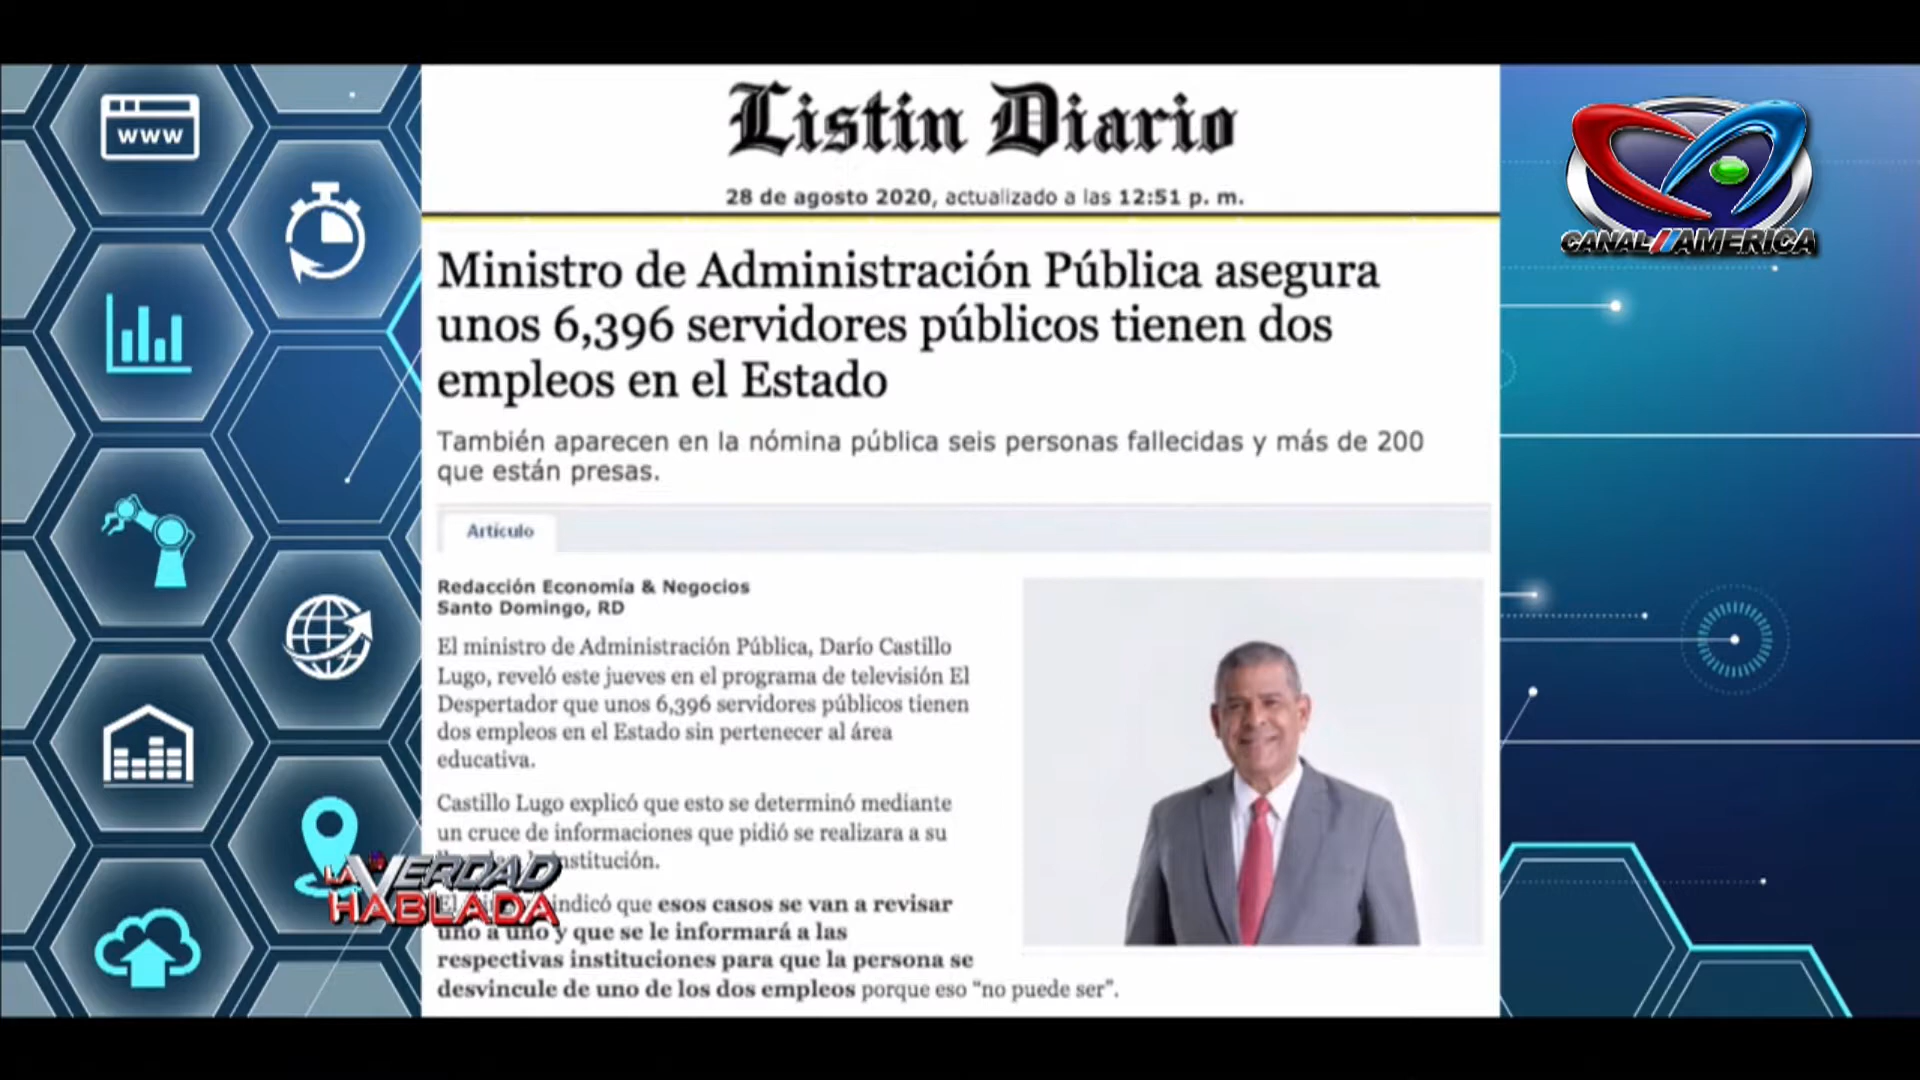 www
Listin Diario
28 de agosto 2020, actualizado a las 12:51 p. m.
CANAL AMERICA
Ministro de Administración Pública asegura
unos 6,396 servidores públicos tienen dos
empleos en el Estado
También aparecen en la nómina pública seis personas fallecidas y más de 200
que están presas.
Artículo
Redacción Economía & Negocios
Santo Domingo, RD
El ministro de Administración Pública, Darío Castillo
Lugo, reveló este jueves en el programa de televisión El
Despertador que unos 6,396 servidores públicos tienen
dos empleos en el Estado sin pertenecer al área
educativa.
Castillo Lugo explicó que esto se determinó mediante
un cruce de informaciones que pidió se realizara a su
institución.
El indicó que esos casos se van a revisar
uno a uno y que se le informará a las
respectivas instituciones para que la persona se
desvincule de uno de los dos empleos porque eso “no puede ser”.
LA VERDAD
HABLADA